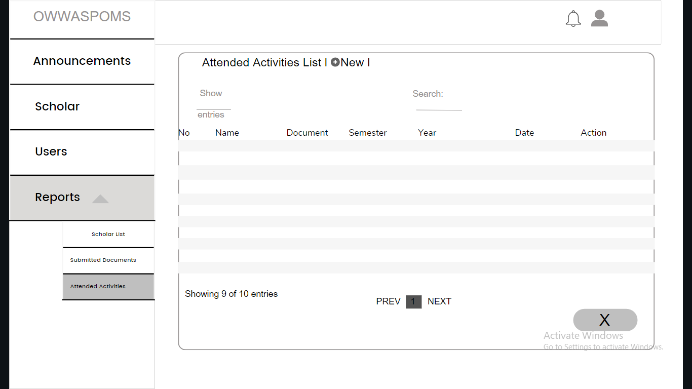 OWWASPOMS
Announcements
Scholar
Users
Reports
Scholar List
Submitted Documents
Attended Activities
Attended Activities List | +New |
Show
entries
Search:
No Name Document Semester Year Date Action
Showing 9 of 10 entries
PREV 1 NEXT
X
Activate Windows
Go to Settings to activate Windows.